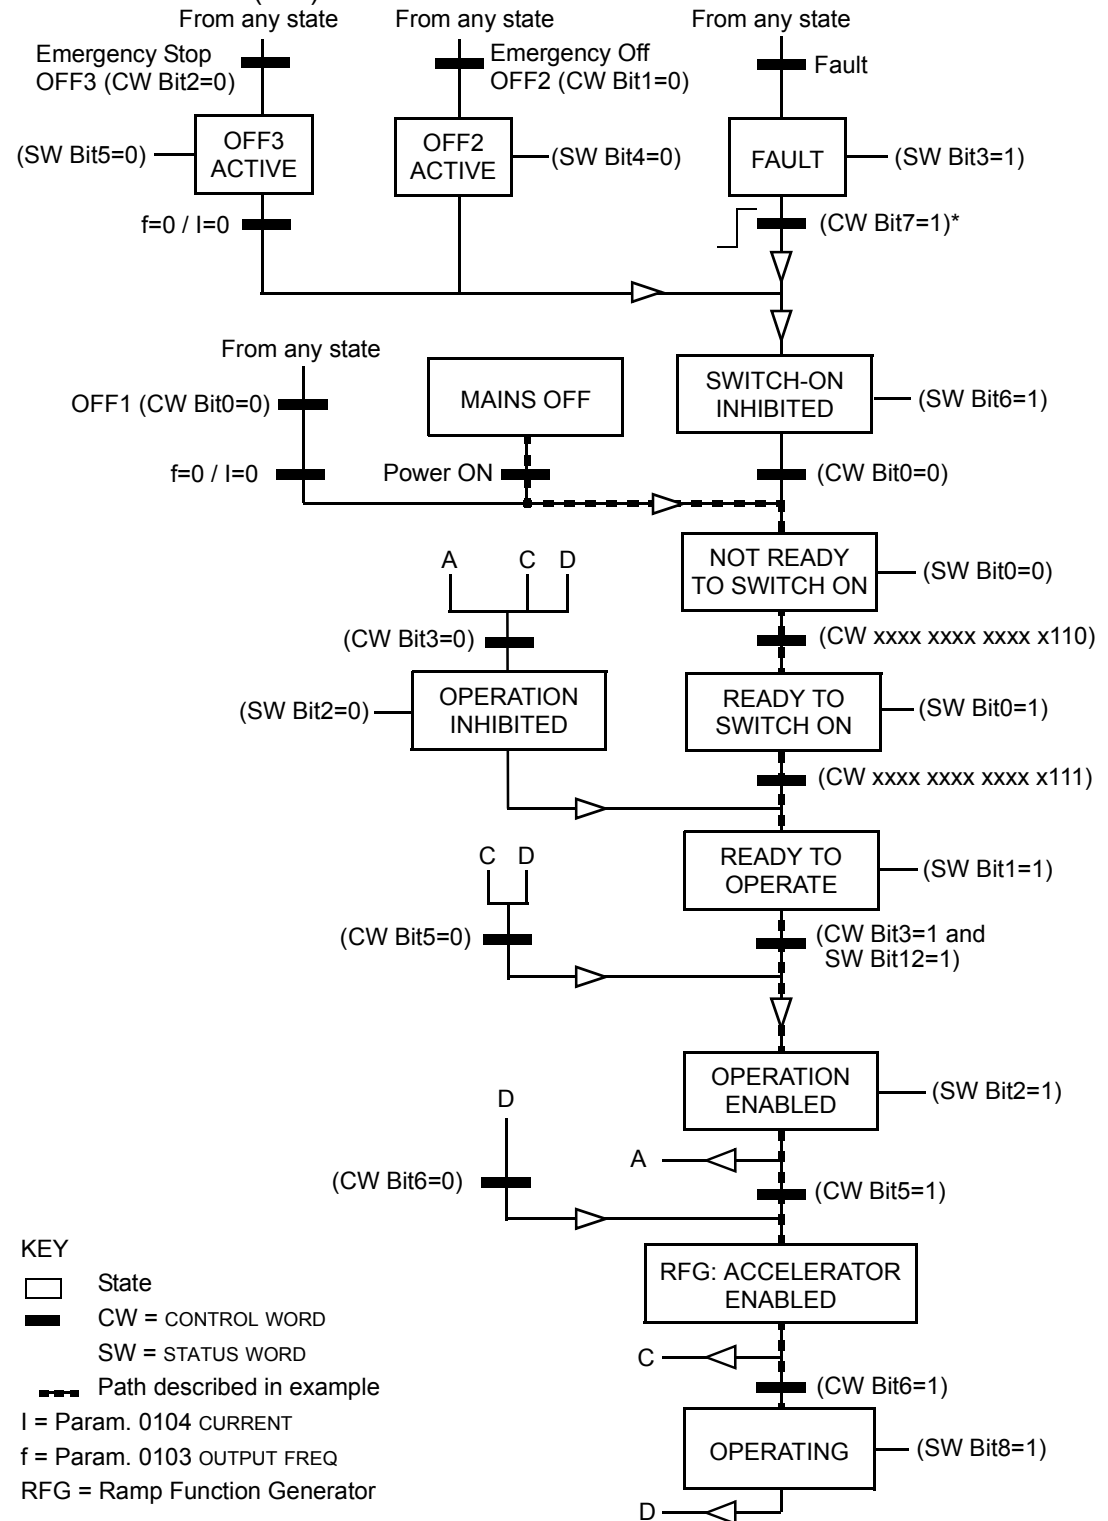 From any state
From any state
From any state
Emergency Stop
OFF3 (CW Bit2=0)
Emergency Off
OFF2 (CW Bit1=0)
Fault
(SW Bit5=0)
OFF3
ACTIVE
OFF2
ACTIVE
(SW Bit4=0)
FAULT
(SW Bit3=1)
f=0 / I=0
(CW Bit7=1)*
From any state
OFF1 (CW Bit0=0)
MAINS OFF
SWITCH-ON
INHIBITED
(SW Bit6=1)
f=0 / I=0
Power ON
(CW Bit0=0)
A
C
D
NOT READY
TO SWITCH ON
(SW Bit0=0)
(CW Bit3=0)
(CW xxxx xxxx xxxx x110)
(SW Bit2=0)
OPERATION
INHIBITED
READY TO
SWITCH ON
(SW Bit0=1)
(CW xxxx xxxx xxxx x111)
C
D
READY TO
OPERATE
(SW Bit1=1)
(CW Bit5=0)
(CW Bit3=1 and
SW Bit12=1)
OPERATION
ENABLED
(SW Bit2=1)
D
A
(CW Bit6=0)
(CW Bit5=1)
RFG: ACCELERATOR
ENABLED
C
(CW Bit6=1)
OPERATING
(SW Bit8=1)
D
KEY
State
CW = CONTROL WORD
SW = STATUS WORD
Path described in example
I = Param. 0104 CURRENT
f = Param. 0103 OUTPUT FREQ
RFG = Ramp Function Generator